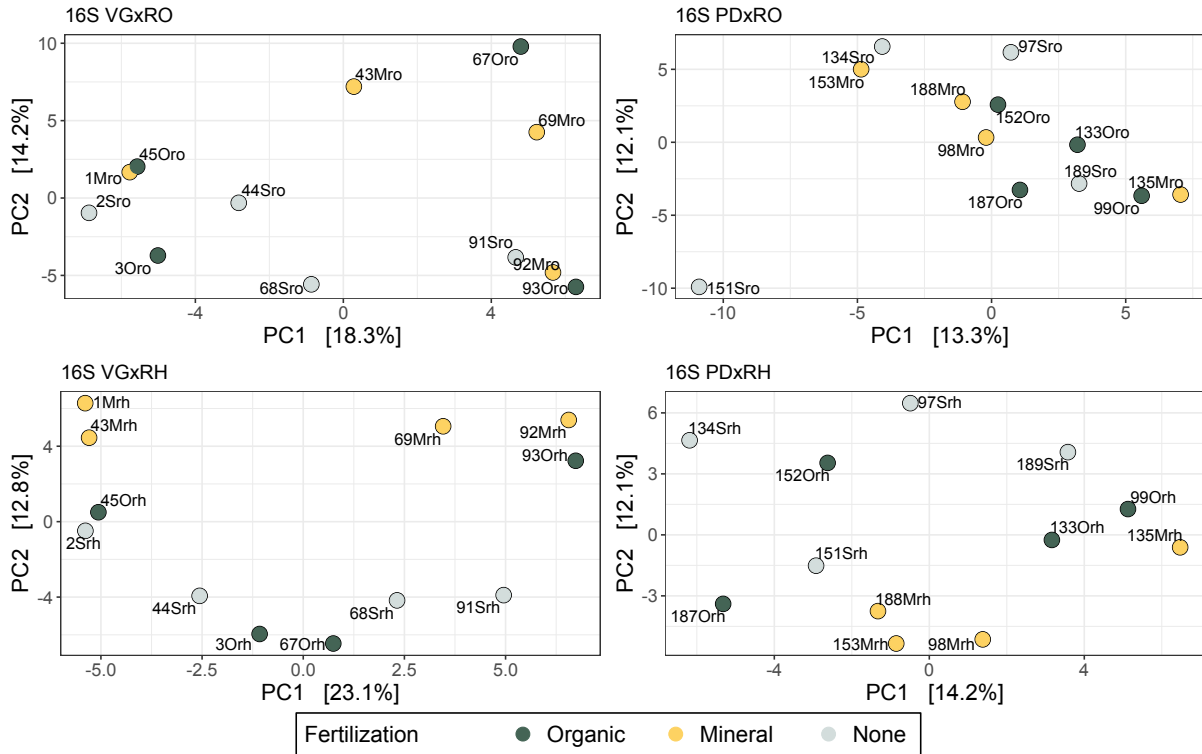 16S VGxRO
16S PDxRO
10
5
0
-5
PC2 [14.2%]
67Oro
43Mro
69Mro
45Oro
1Mro
2Sro
44Sro
3Oro
91Sro
92Mro
68Sro
93Oro
-4
0
4
PC1 [18.3%]
5
0
-5
-10
PC2 [12.1%]
134Sro
97Sro
153Mro
188Mro
152Oro
98Mro
133Oro
189Sro
135Mro
187Oro
99Oro
151Sro
-10
-5
0
5
PC1 [13.3%]
16S VGxRH
16S PDxRH
4
0
-4
PC2 [12.8%]
1Mrh
43Mrh
69Mrh
92Mrh
93Orh
45Orh
2Srh
44Srh
68Srh
91Srh
3Orh
67Orh
-5.0
-2.5
0.0
2.5
5.0
PC1 [23.1%]
6
3
0
-3
PC2 [12.1%]
97Srh
134Srh
152Orh
189Srh
99Orh
133Orh
135Mrh
151Srh
187Orh
188Mrh
153Mrh
98Mrh
-4
0
4
PC1 [14.2%]
Fertilization Organic Mineral None